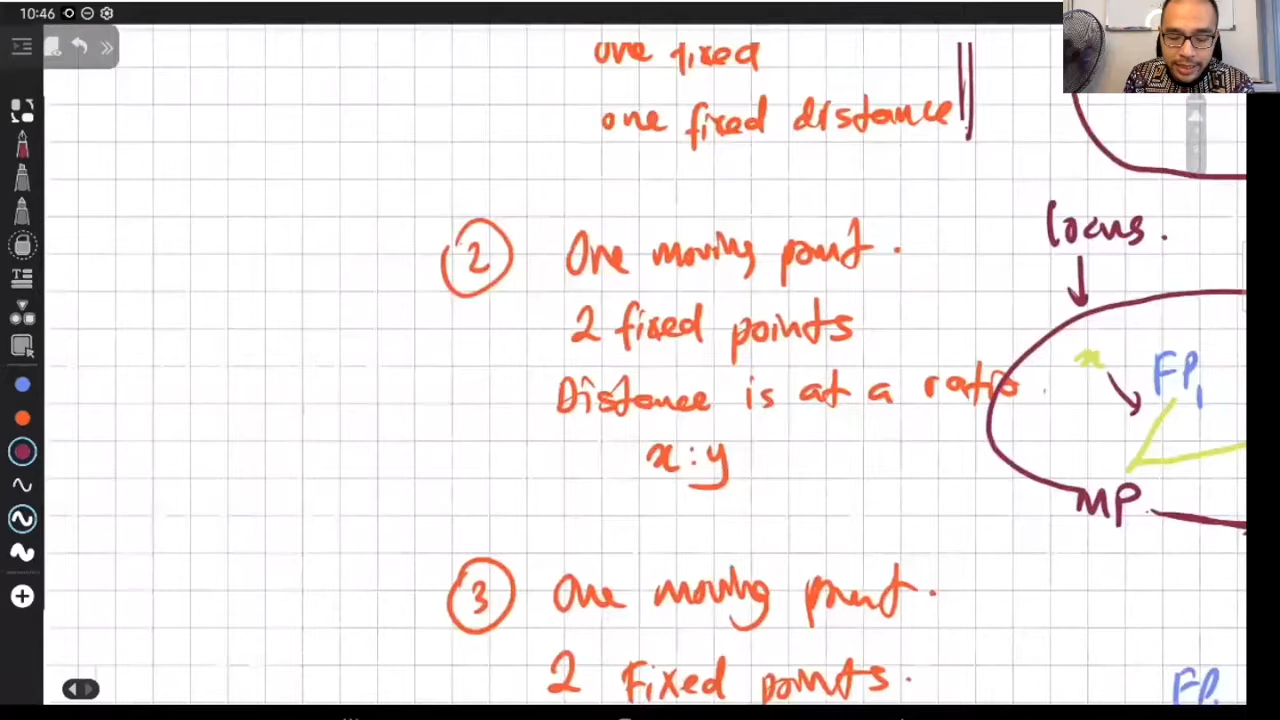 10:46
one fixed
one fixed distance
locus.
2 One moving point.
2 fixed points
Distance is at a ratio.
x:y
x
FP1
MP
3 One moving point.
2 Fixed points.
FP